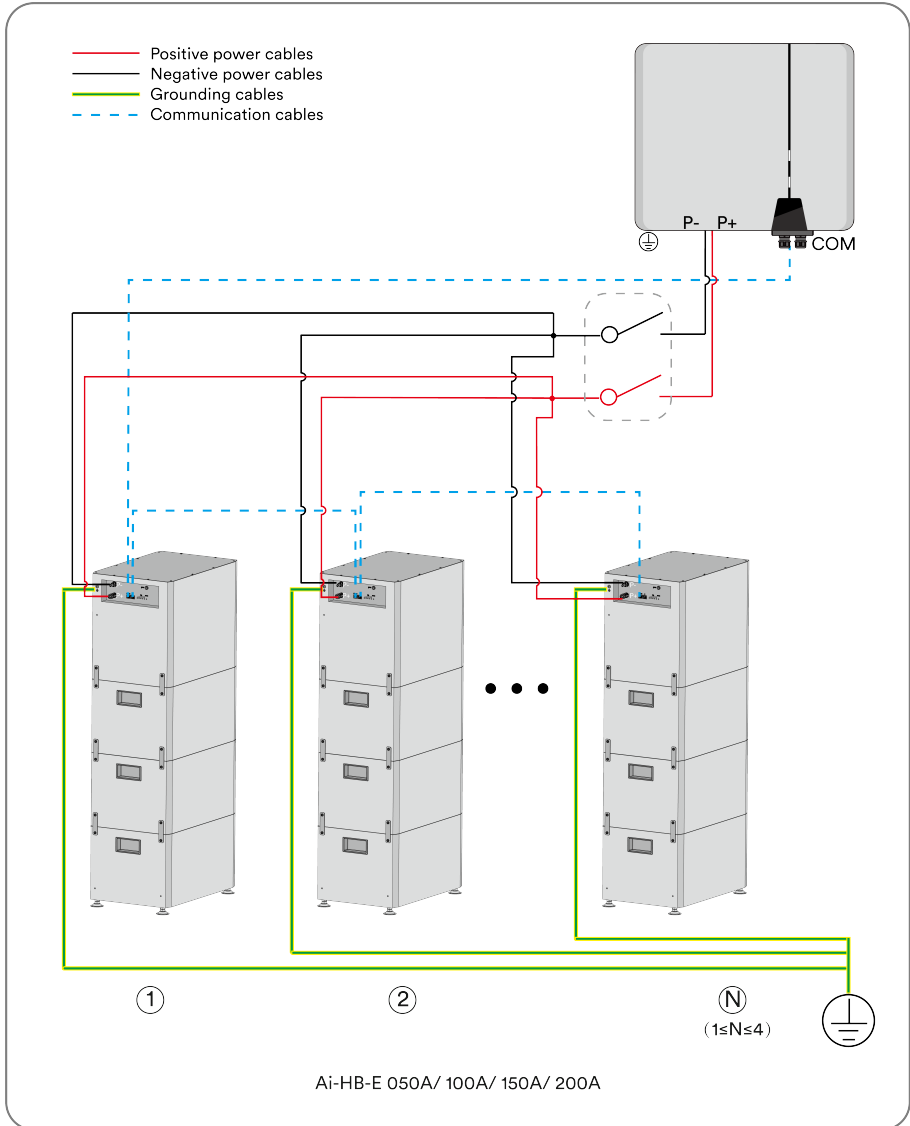 Positive power cables
Negative power cables
Grounding cables
Communication cables
P- P+
COM
1
2
N
(1≤N≤4)
Ai-HB-E 050A/ 100A/ 150A/ 200A